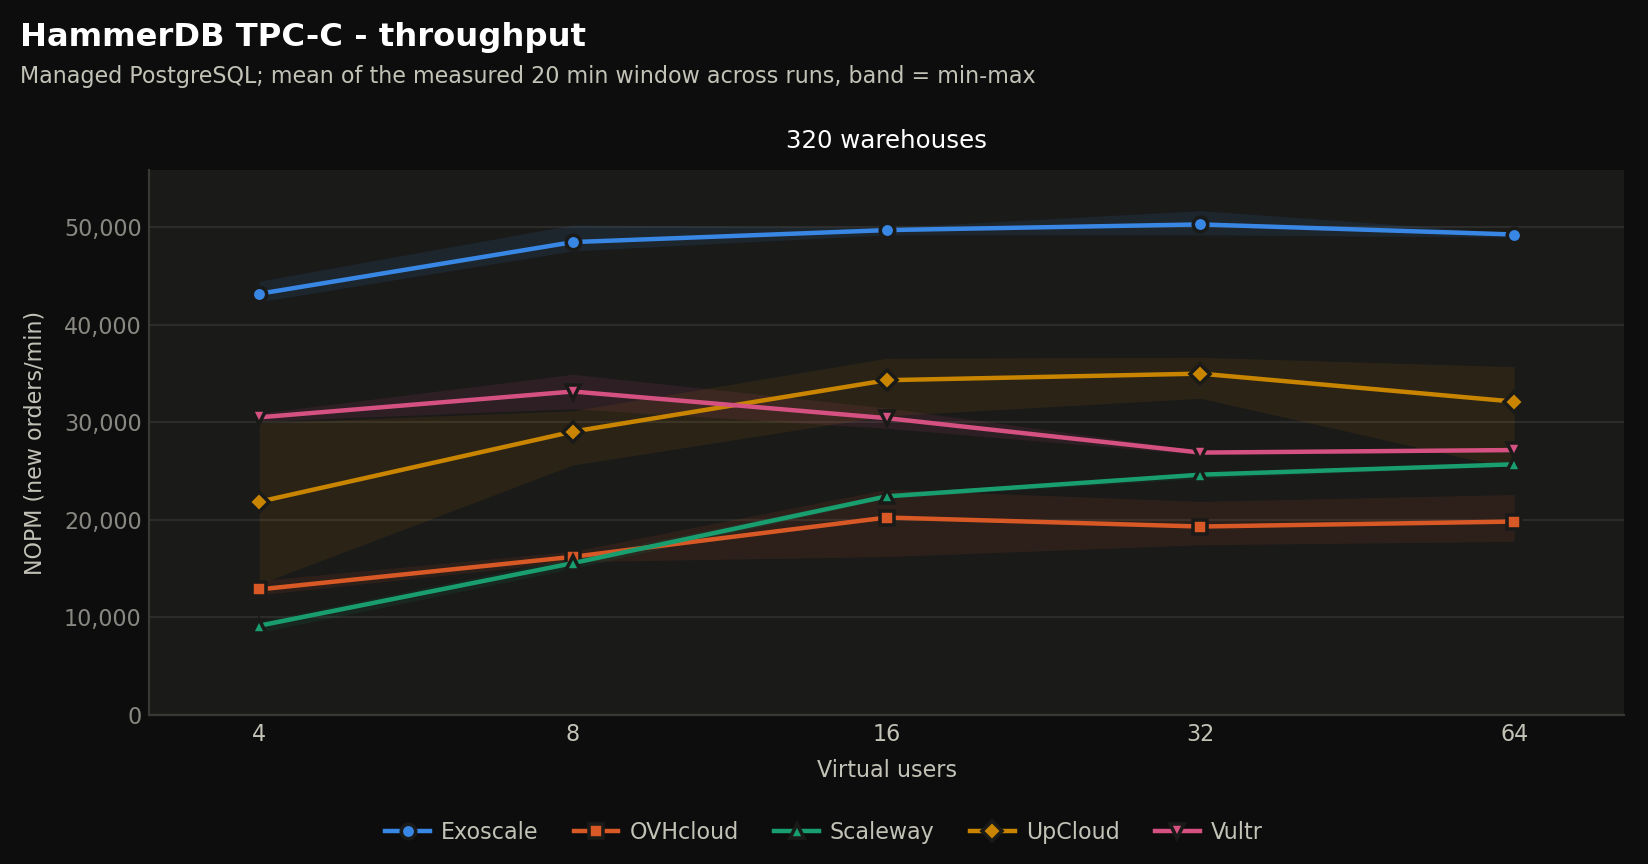 HammerDB TPC-C - throughput
Managed PostgreSQL; mean of the measured 20 min window across runs, band = min-max
320 warehouses
NOPM (new orders/min)
50,000
40,000
30,000
20,000
10,000
0
4 8 16 32 64
Virtual users
Exoscale OVHcloud Scaleway UpCloud Vultr